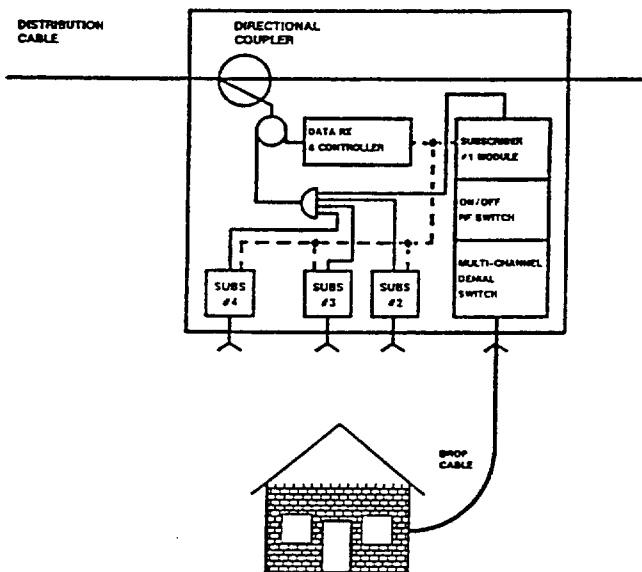 DISTRIBUTION
CABLE
DIRECTIONAL
COUPLER
DATA RX
& CONTROLLER
SUBSCRIBER
#1 MODULE
ON/OFF
RF SWITCH
MULTI-CHANNEL
DENIAL
SWITCH
SUBS
#4
SUBS
#3
SUBS
#2
DROP
CABLE